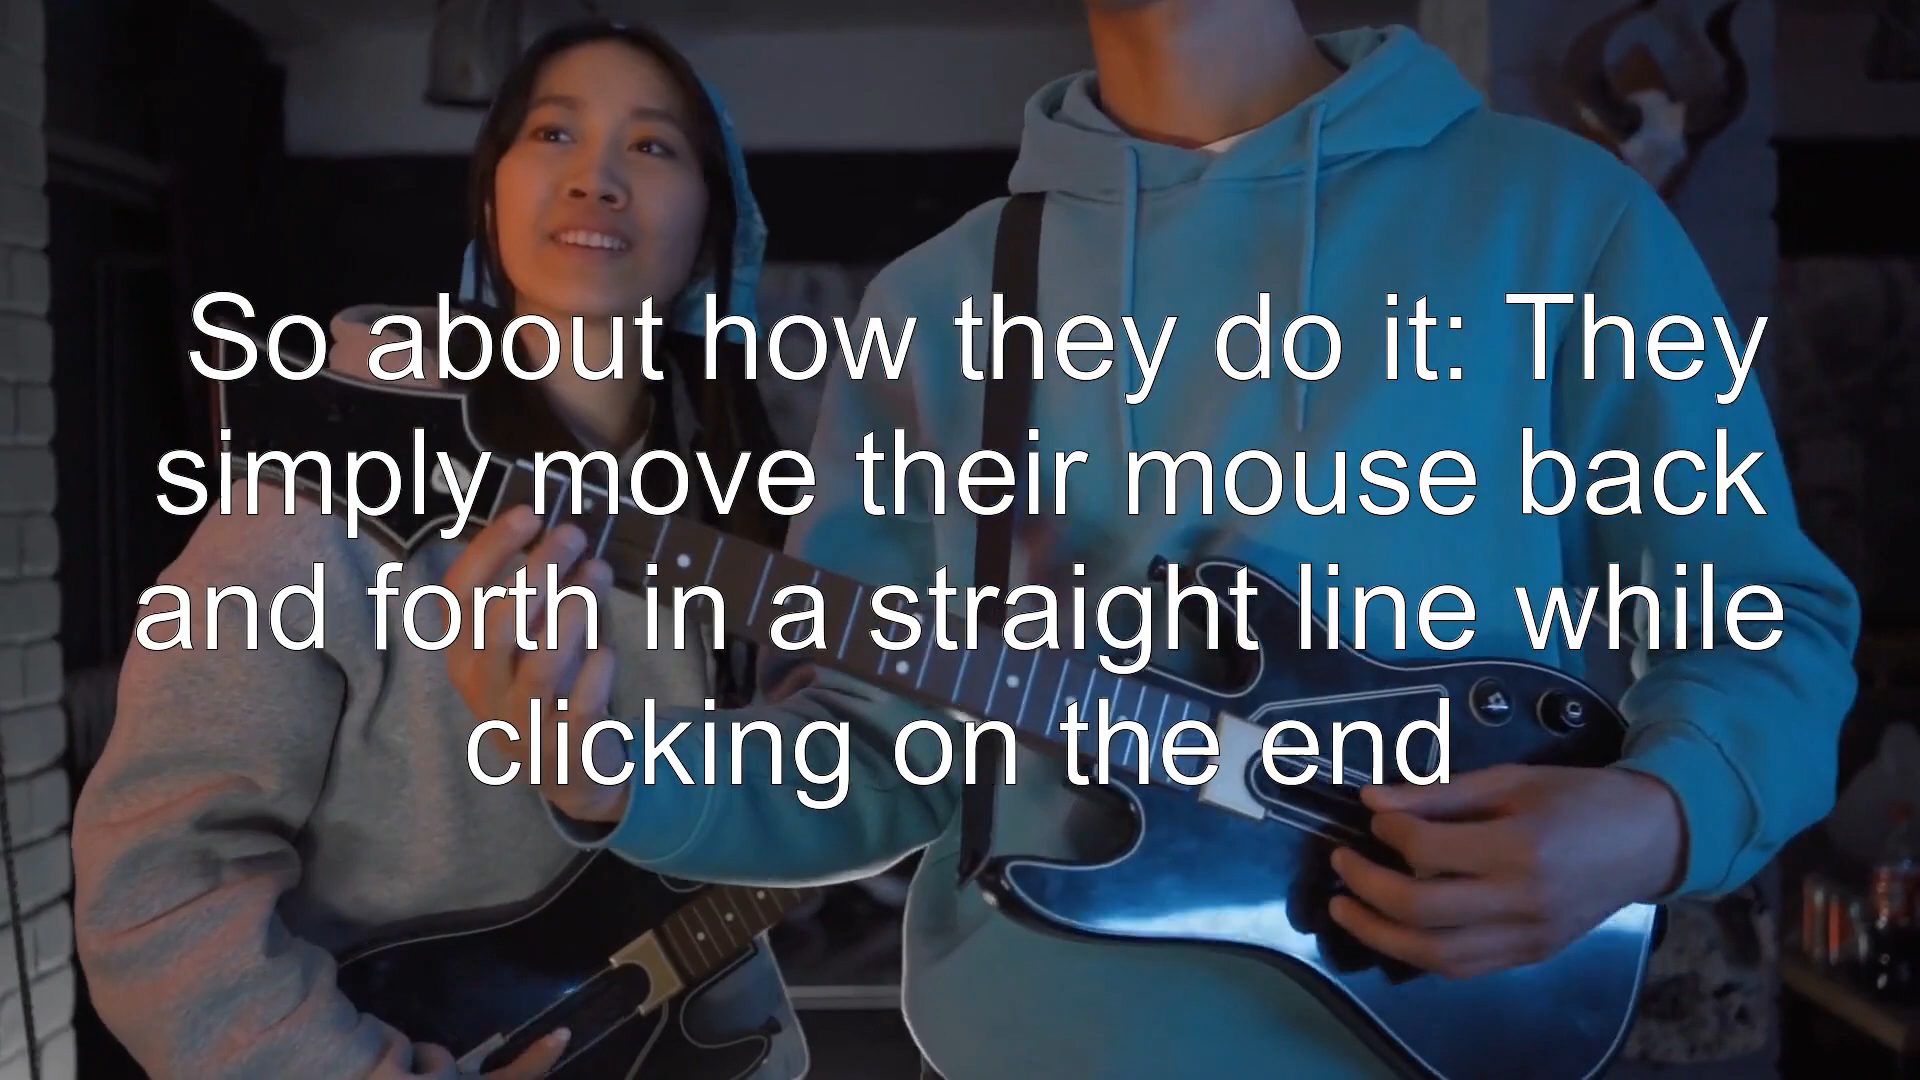 So about how they do it: They
simply move their mouse back
and forth in a straight line while
clicking on the end